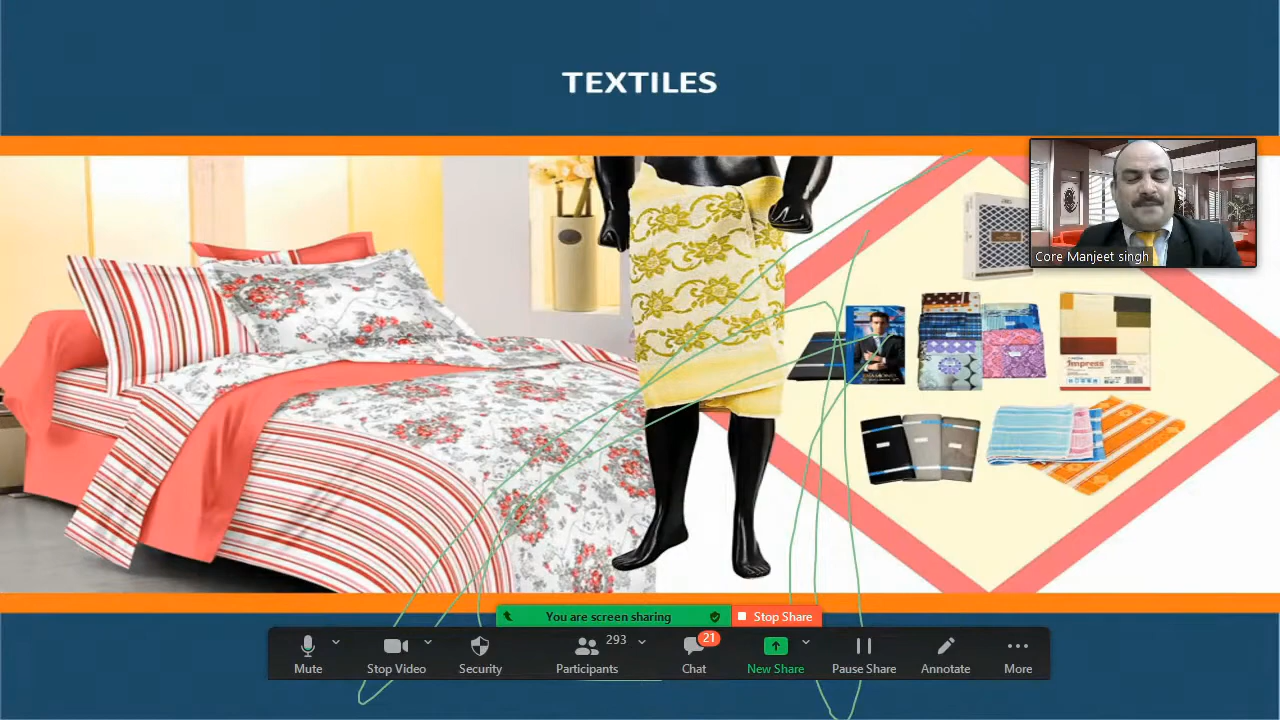 TEXTILES
Core Manjeet singh
DIAMOND
impress
You are screen sharing
Stop Share
293
21
Mute
Stop Video
Security
Participants
Chat
New Share
Pause Share
Annotate
More